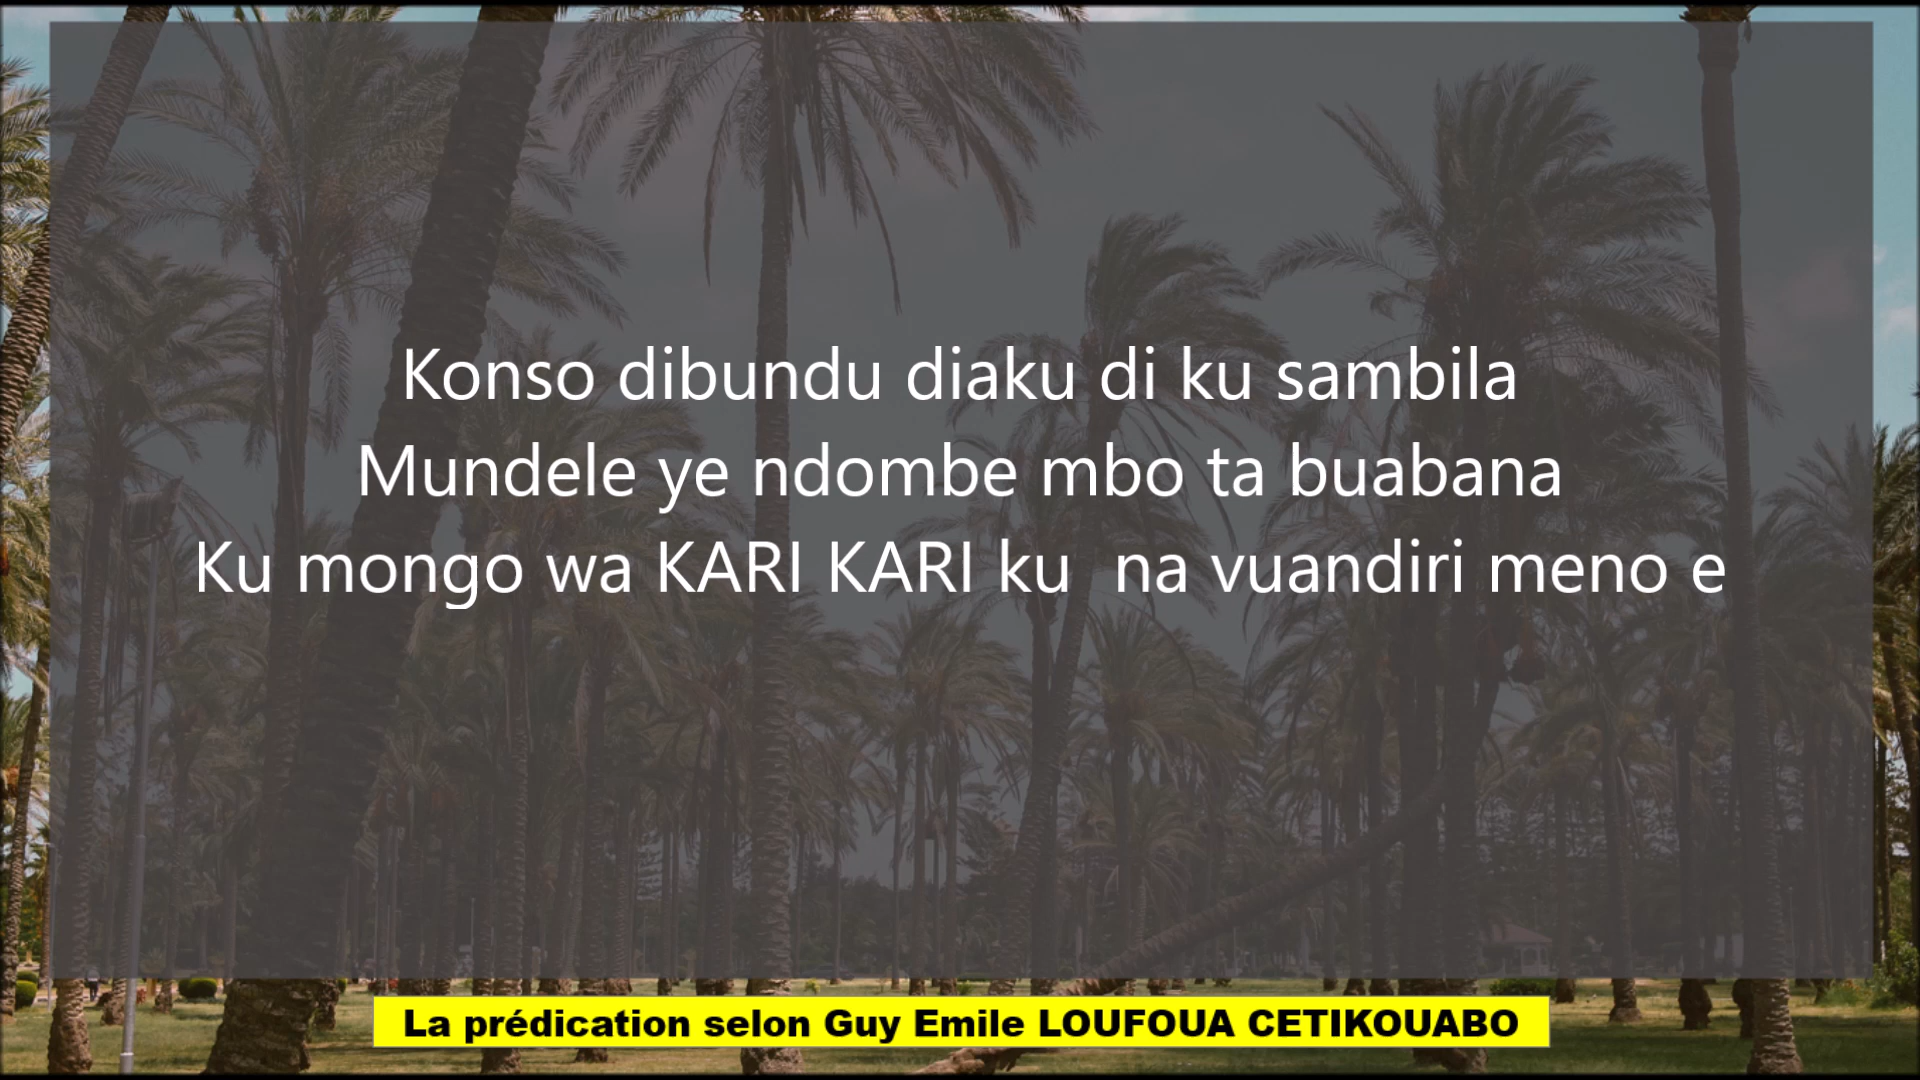 Konso dibundu diaku di ku sambila
Mundele ye ndombe mbo ta buabana
Ku mongo wa KARI KARI ku  na vuandiri meno e
La prédication selon Guy Emile LOUFOUA CETIKOUABO